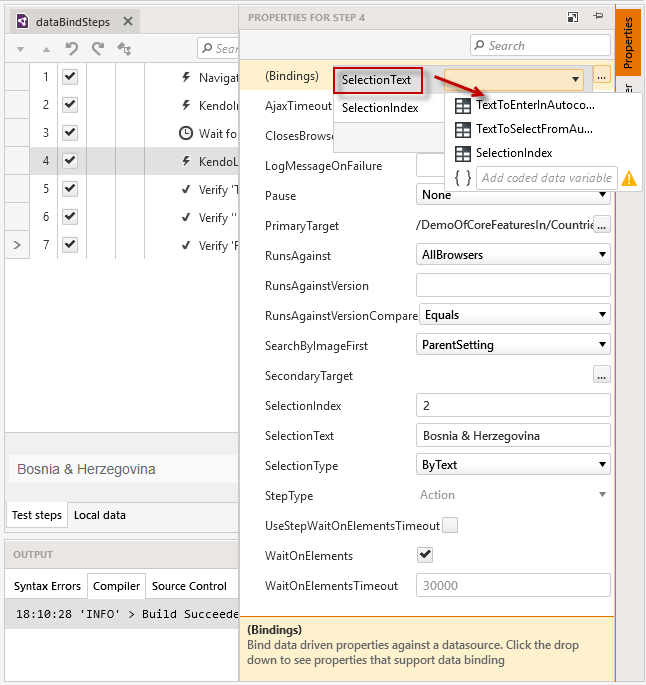 dataBindSteps
PROPERTIES FOR STEP 4
Search
Properties
(Bindings)
SelectionText
SelectionIndex
TextToEnterInAutoco...
TextToSelectFromAu...
SelectionIndex
{ } Add coded data variable
1 Navigat
2 KendoIn
3 Wait fo
4 KendoL
5 Verify 'T
6 Verify ''
7 Verify 'F
AjaxTimeout
ClosesBrowse
LogMessageOnFailure
Pause None
PrimaryTarget /DemoOfCoreFeaturesIn/Countrie ...
RunsAgainst AllBrowsers
RunsAgainstVersion
RunsAgainstVersionCompare Equals
SearchByImageFirst ParentSetting
SecondaryTarget ...
SelectionIndex 2
SelectionText Bosnia & Herzegovina
SelectionType ByText
StepType Action
UseStepWaitOnElementsTimeout
WaitOnElements
WaitOnElementsTimeout 30000
Bosnia & Herzegovina
Test steps Local data
OUTPUT
Syntax Errors Compiler Source Control
18:10:28 'INFO' > Build Succeede
(Bindings)
Bind data driven properties against a datasource. Click the drop
down to see properties that support data binding